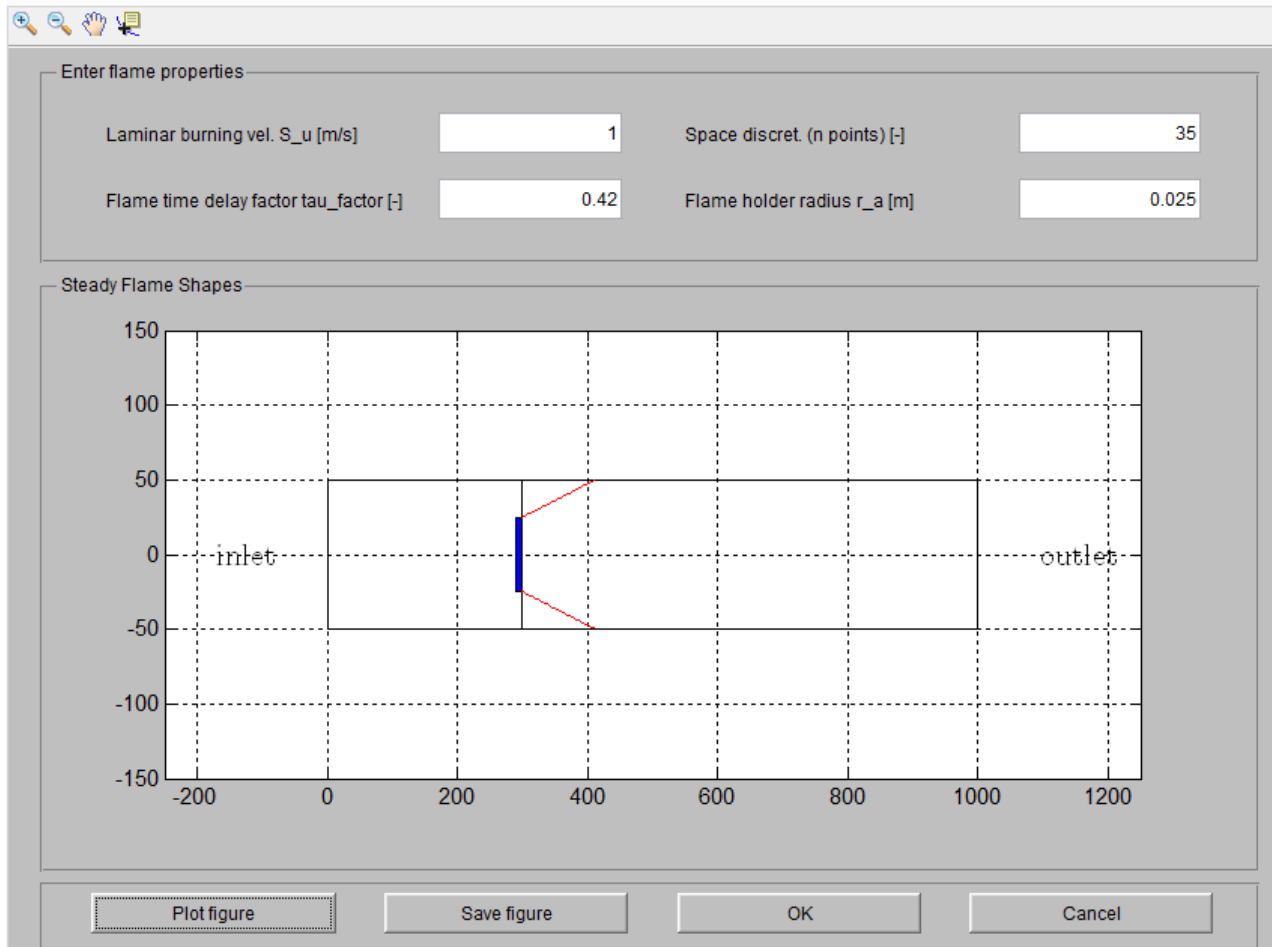 Enter flame properties
Laminar burning vel. S_u [m/s] 1 Space discret. (n points) [-] 35
Flame time delay factor tau_factor [-] 0.42 Flame holder radius r_a [m] 0.025
Steady Flame Shapes
150
100
50
0 inlet outlet
-50
-100
-150
-200 0 200 400 600 800 1000 1200
Plot figure Save figure OK Cancel